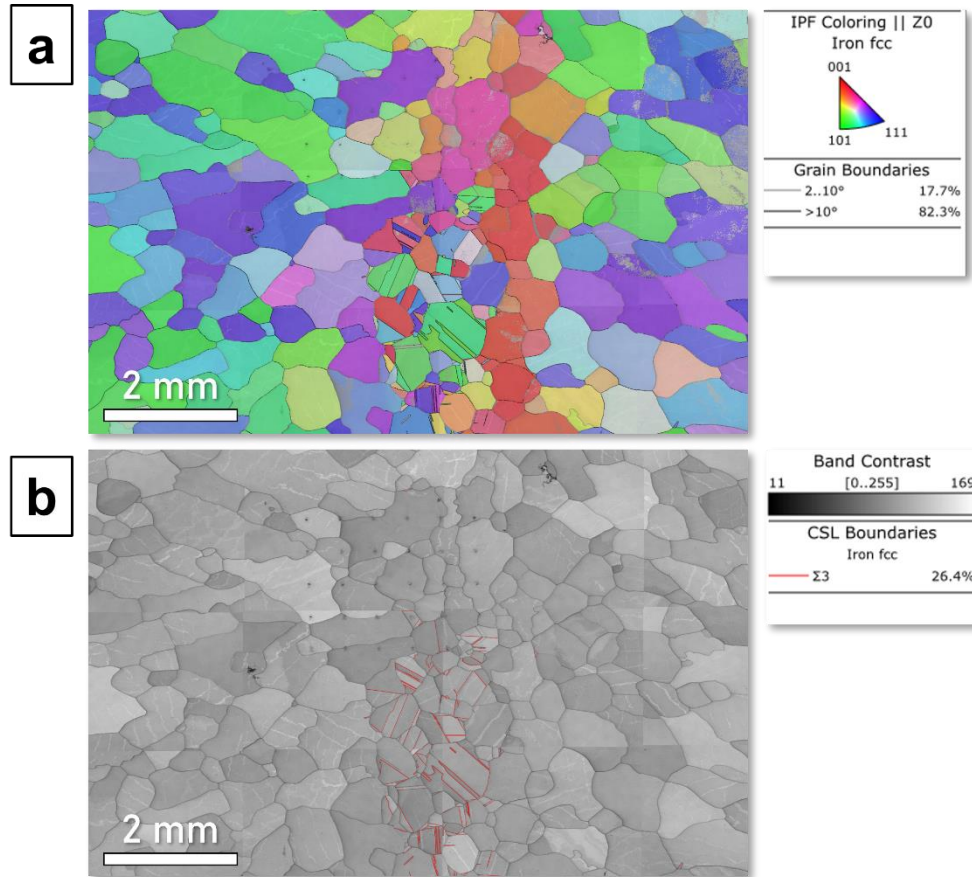 a
IPF Coloring || Z0
Iron fcc
001
101
111
Grain Boundaries
2..10° 17.7%
>10° 82.3%
2 mm
b
Band Contrast
11 [0..255] 169
CSL Boundaries
Iron fcc
Σ3 26.4%
2 mm